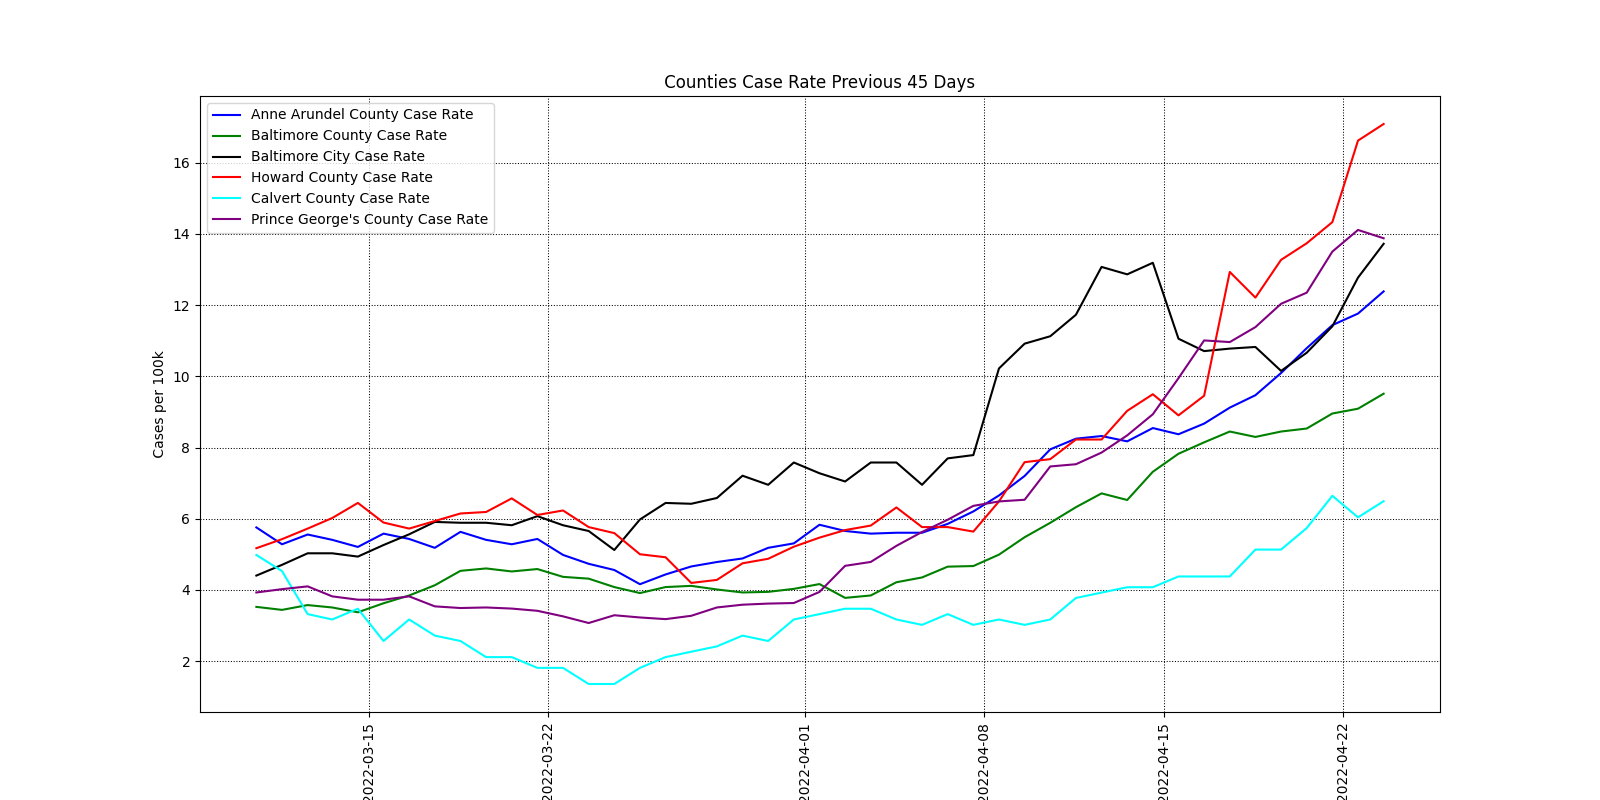 Counties Case Rate Previous 45 Days
Anne Arundel County Case Rate
Baltimore County Case Rate
Baltimore City Case Rate
Howard County Case Rate
Calvert County Case Rate
Prince George's County Case Rate
Cases per 100k
16
14
12
10
8
6
4
2
2022-03-15
2022-03-22
2022-04-01
2022-04-08
2022-04-15
2022-04-22